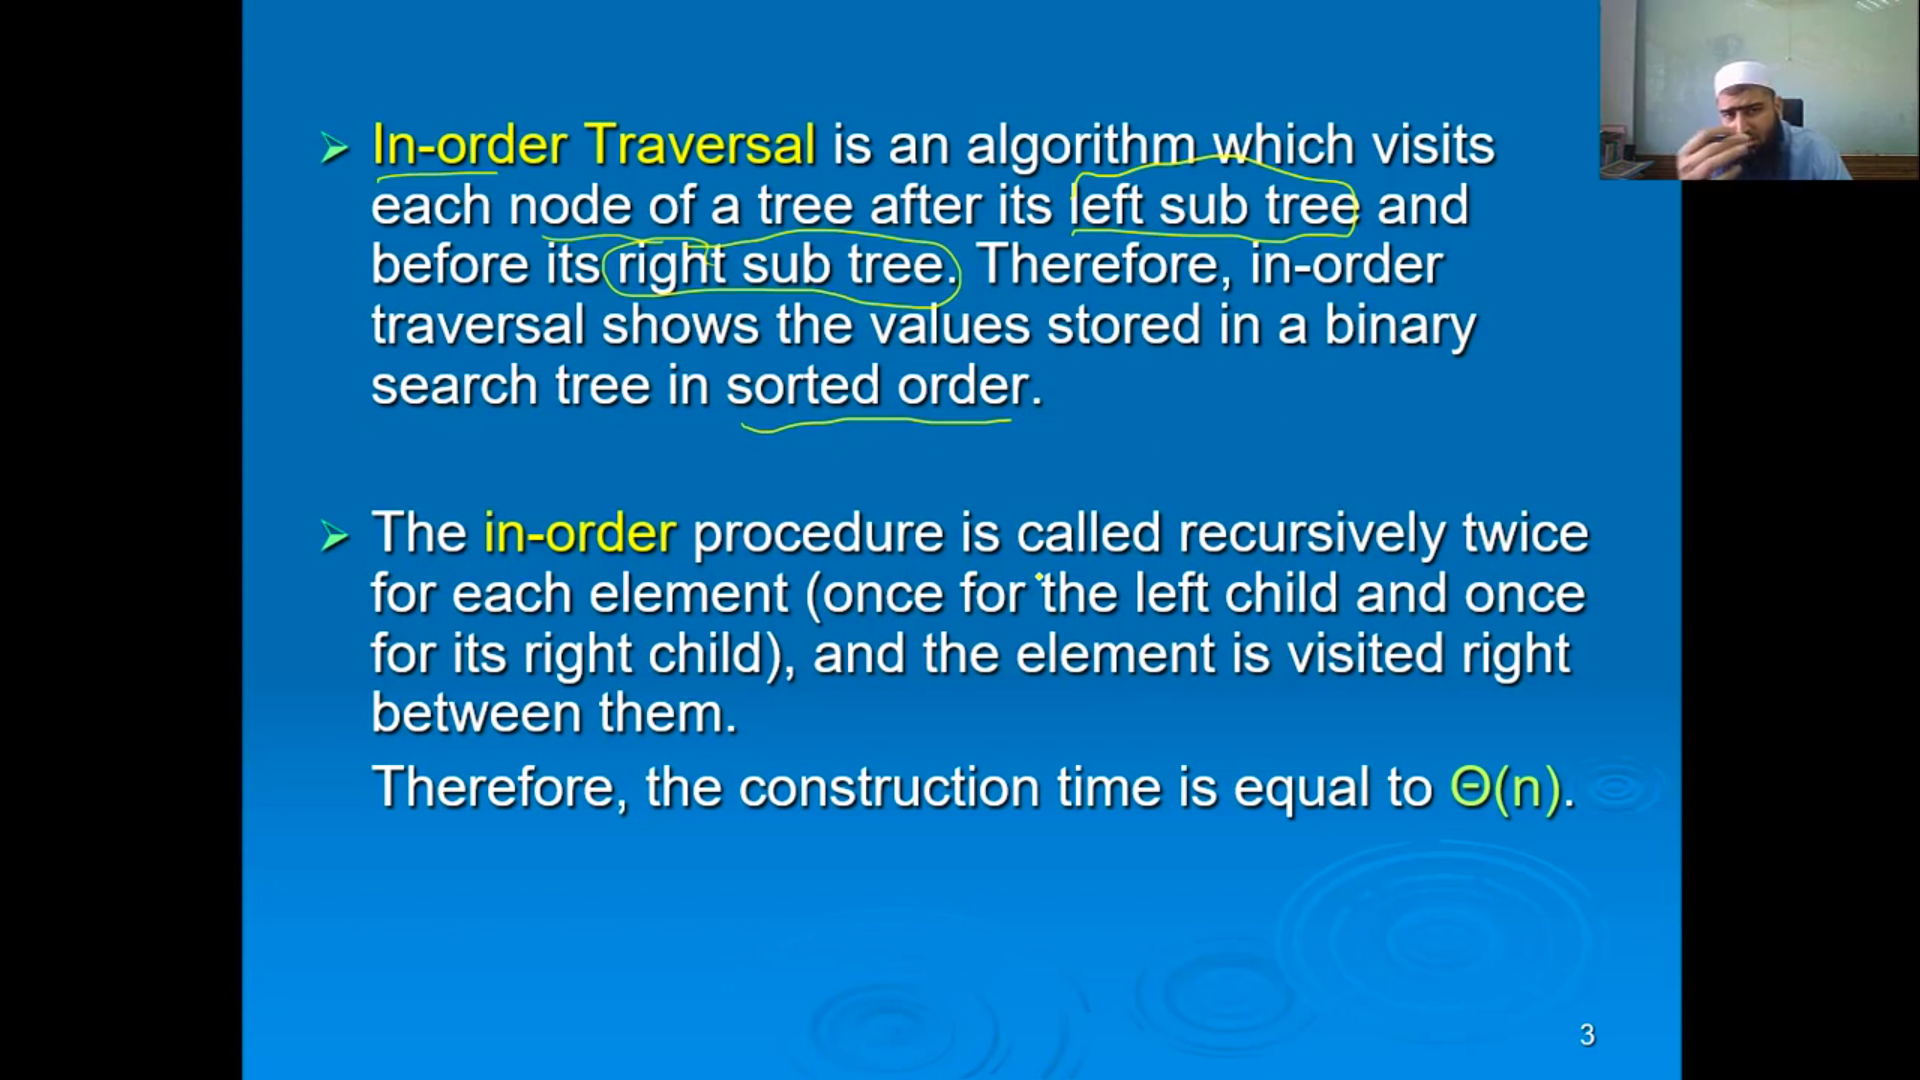 In-order Traversal is an algorithm which visits
each node of a tree after its left sub tree and
before its right sub tree. Therefore, in-order
traversal shows the values stored in a binary
search tree in sorted order.
The in-order procedure is called recursively twice
for each element (once for the left child and once
for its right child), and the element is visited right
between them.
Therefore, the construction time is equal to Θ(n).
3